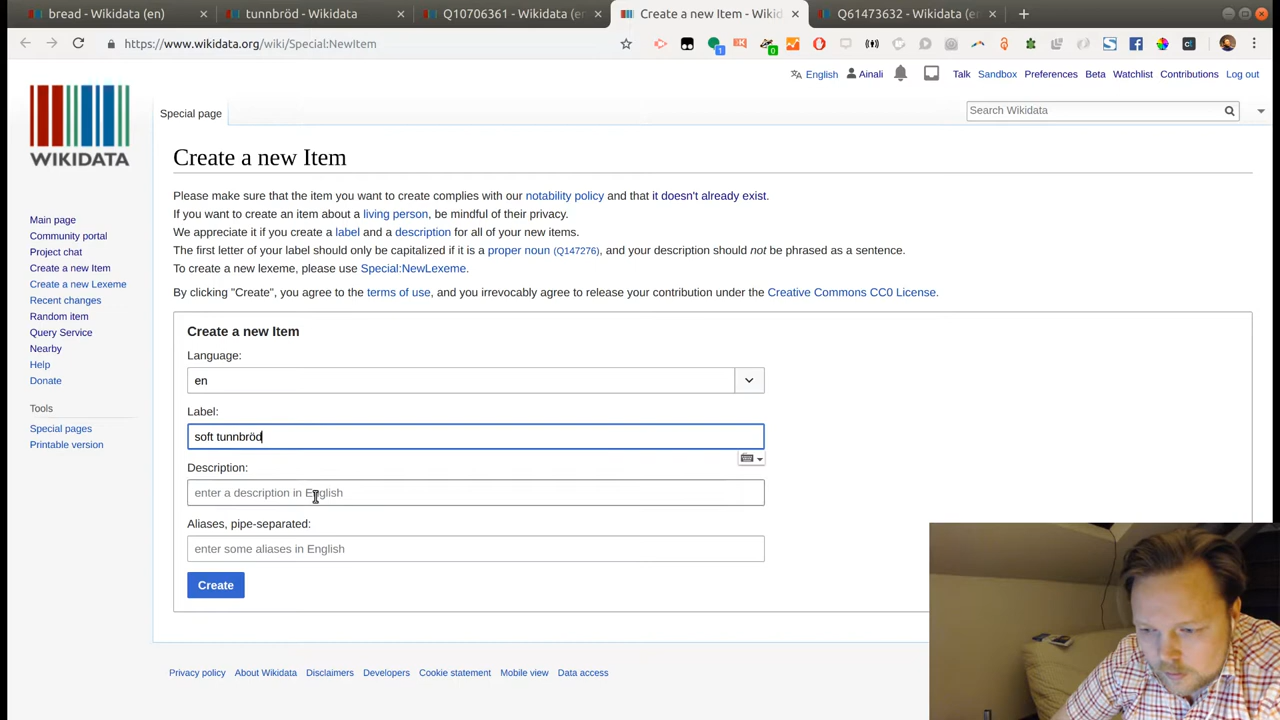 bread - Wikidata (en)
tunnbröd - Wikidata
Q10706361 - Wikidata (en)
Create a new Item - Wikid
Q61473632 - Wikidata (en
https://www.wikidata.org/wiki/Special:NewItem
1
0
English
Ainali
Talk
Sandbox
Preferences
Beta
Watchlist
Contributions
Log out
WIKIDATA
Special page
Search Wikidata
Create a new Item
Please make sure that the item you want to create complies with our notability policy and that it doesn't already exist.
If you want to create an item about a living person, be mindful of their privacy.
We appreciate it if you create a label and a description for all of your new items.
The first letter of your label should only be capitalized if it is a proper noun (Q147276), and your description should not be phrased as a sentence.
To create a new lexeme, please use Special:NewLexeme.
By clicking "Create", you agree to the terms of use, and you irrevocably agree to release your contribution under the Creative Commons CC0 License.
Main page
Community portal
Project chat
Create a new Item
Create a new Lexeme
Recent changes
Random item
Query Service
Nearby
Help
Donate
Tools
Special pages
Printable version
Create a new Item
Language:
en
Label:
soft tunnbröd
Description:
enter a description in English
Aliases, pipe-separated:
enter some aliases in English
Create
Privacy policy
About Wikidata
Disclaimers
Developers
Cookie statement
Mobile view
Data access